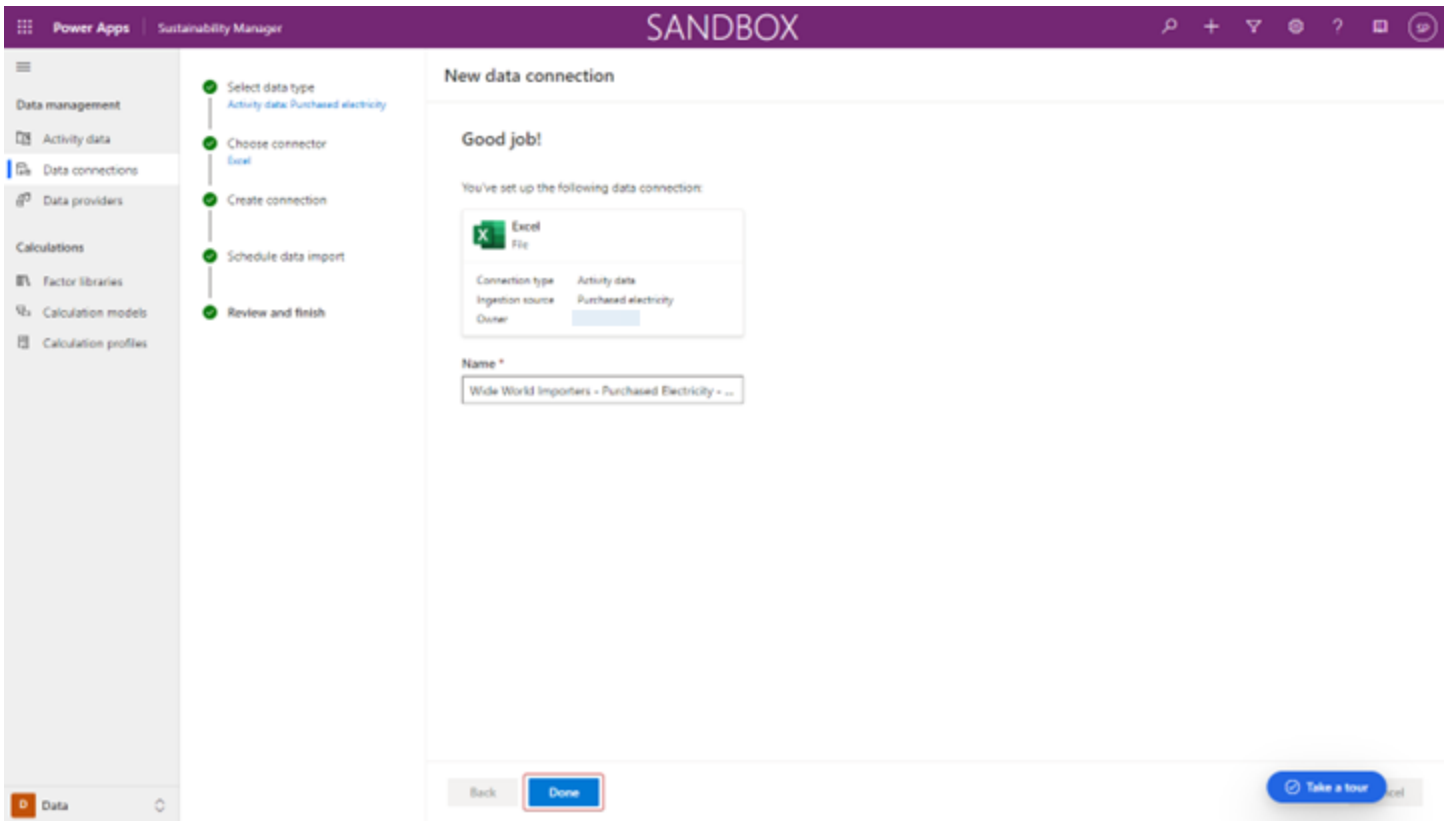 Power Apps Sustainability Manager SANDBOX ? SP
Data management
Activity data
Data connections
Data providers
Calculations
Factor libraries
Calculation models
Calculation profiles
D Data
Select data type
Activity data: Purchased electricity
Choose connector
Excel
Create connection
Schedule data import
Review and finish
New data connection
Good job!
You've set up the following data connection:
Excel
File
Connection type Activity data
Ingestion source Purchased electricity
Owner
Name *
Wide World Importers - Purchased Electricity - ...
Back Done Take a tour